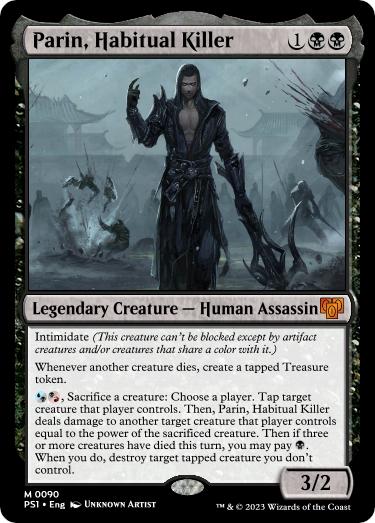 Parin, Habitual Killer 1
Legendary Creature — Human Assassin
Intimidate (This creature can't be blocked except by artifact
creatures and/or creatures that share a color with it.)
Whenever another creature dies, create a tapped Treasure
token.
, Sacrifice a creature: Choose a player. Tap target
creature that player controls. Then, Parin, Habitual Killer
deals damage to another target creature that player controls
equal to the power of the sacrificed creature. Then if three
or more creatures have died this turn, you may pay .
When you do, destroy target tapped creature you don't
control.
3/2
M 0090
PS1 • Eng Unknown Artist
™ & © 2023 Wizards of the Coast